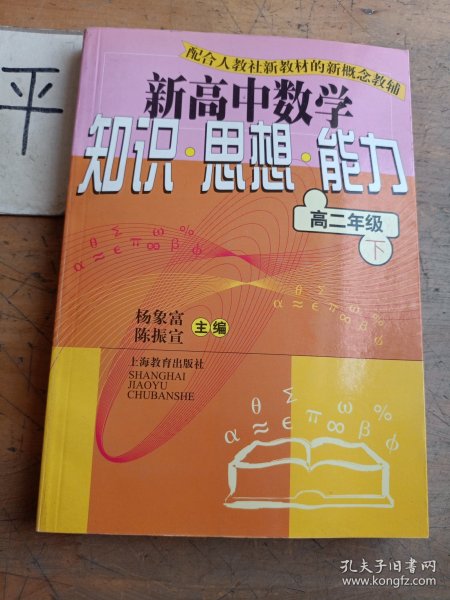 平
配合人教社新教材的新概念教辅
新高中数学
知识·思想·能力
高二年级
下
θ Σ ω %
α ≈ ϵ π ∞ β ϕ
θ Σ ω %
α ≈ ϵ π ∞ β ϕ
杨象富
陈振宣 主编
上海教育出版社
SHANGHAI
JIAOYU
CHUBANSHE
θ Σ ω %
α ≈ ϵ π ∞ β ϕ
孔夫子旧书网
www.kongfz.com